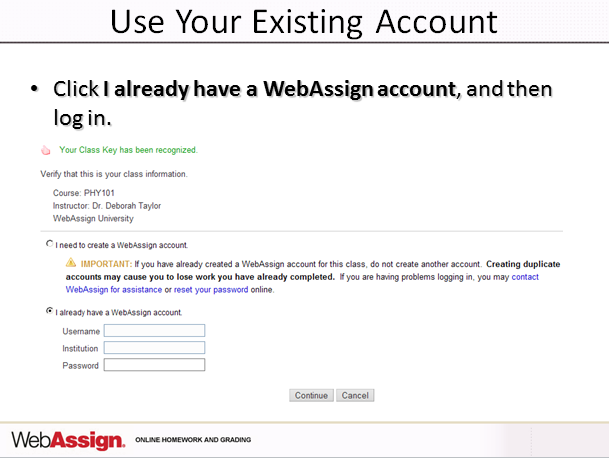 Use Your Existing Account
• Click I already have a WebAssign account, and then
log in.
Your Class Key has been recognized.
Verify that this is your class information.
Course: PHY101
Instructor: Dr. Deborah Taylor
WebAssign University
I need to create a WebAssign account.
IMPORTANT: If you have already created a WebAssign account for this class, do not create another account. Creating duplicate
accounts may cause you to lose work you have already completed. If you are having problems logging in, you may contact
WebAssign for assistance or reset your password online.
I already have a WebAssign account.
Username
Institution
Password
Continue Cancel
WebAssign. ONLINE HOMEWORK AND GRADING